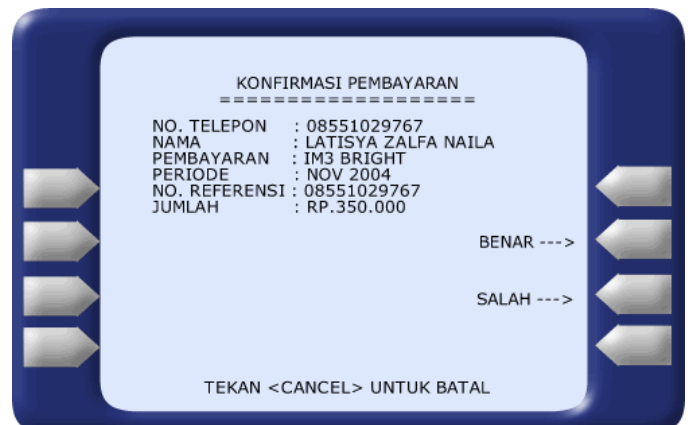 KONFIRMASI PEMBAYARAN
===================
NO. TELEPON : 08551029767
NAMA : LATISYA ZALFA NAILA
PEMBAYARAN : IM3 BRIGHT
PERIODE : NOV 2004
NO. REFERENSI : 08551029767
JUMLAH : RP.350.000
BENAR --->
SALAH --->
TEKAN <CANCEL> UNTUK BATAL